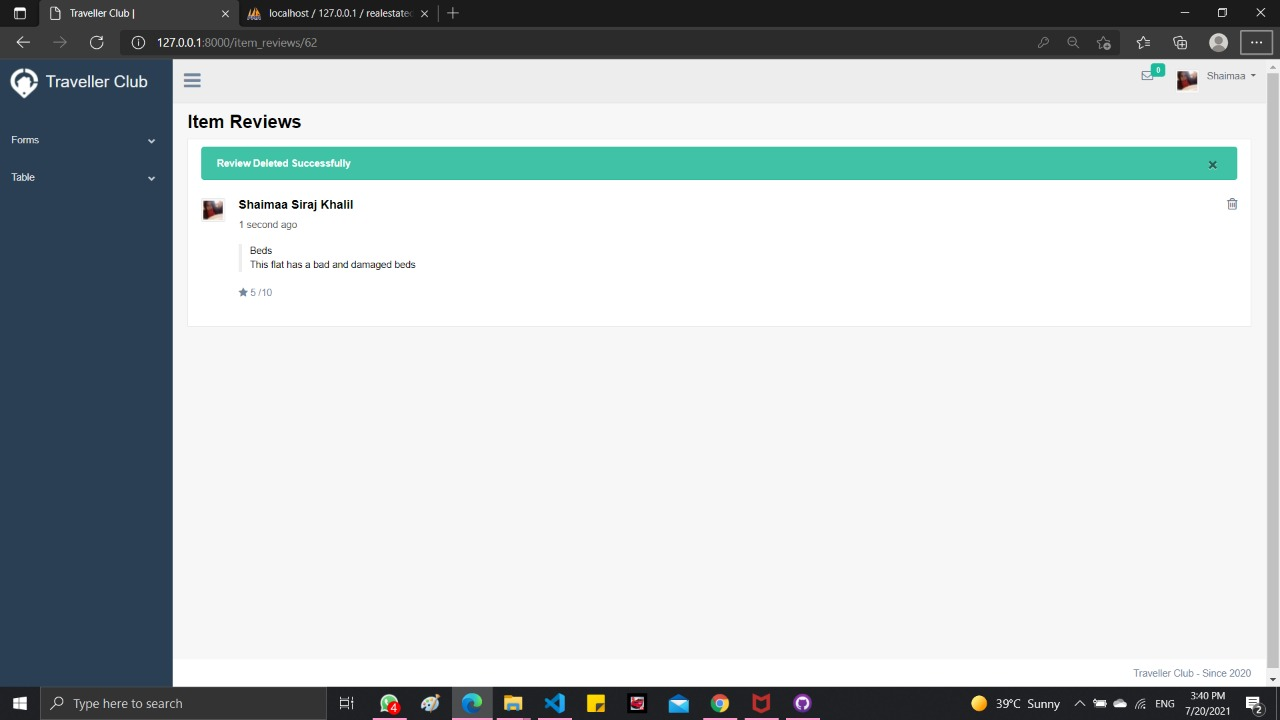 Traveller Club |
localhost / 127.0.0.1 / realestate
127.0.0.1:8000/item_reviews/62
Traveller Club
0
Shaimaa
Forms
Table
Item Reviews
Review Deleted Successfully
Shaimaa Siraj Khalil
1 second ago
Beds
This flat has a bad and damaged beds
5 /10
Traveller Club - Since 2020
Type here to search
4
39°C Sunny
ENG
3:40 PM
7/20/2021
2